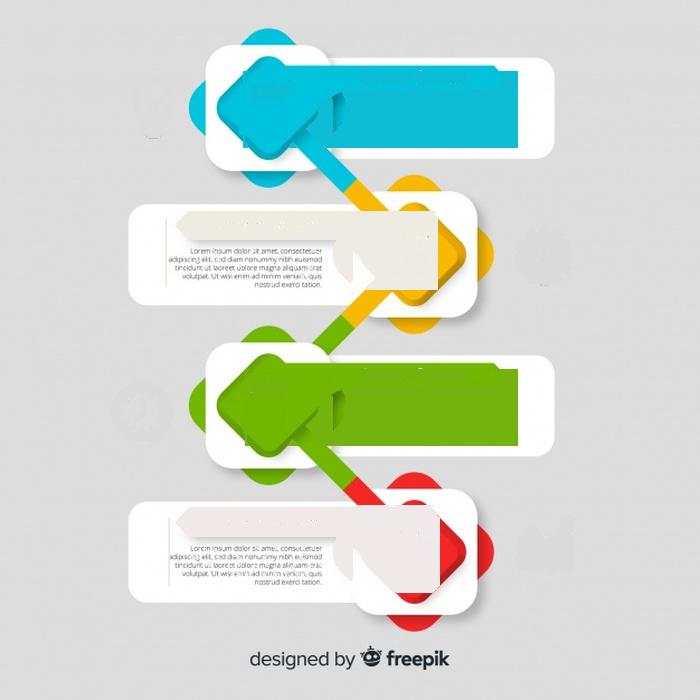 Lorem ipsum dolor sit amet, consectetuer
adipiscing elit, sed diam nonummy nibh euismod
tincidunt ut laoreet dolore magna aliquam erat
volutpat. Ut wisi enim ad minim veniam, quis
nostrud exerci tation.
Lorem ipsum dolor sit amet, consectetuer
adipiscing elit, sed diam nonummy nibh euismod
tincidunt ut laoreet dolore magna aliquam erat
volutpat. Ut wisi enim ad minim veniam, quis
nostrud exerci tation.
designed by freepik